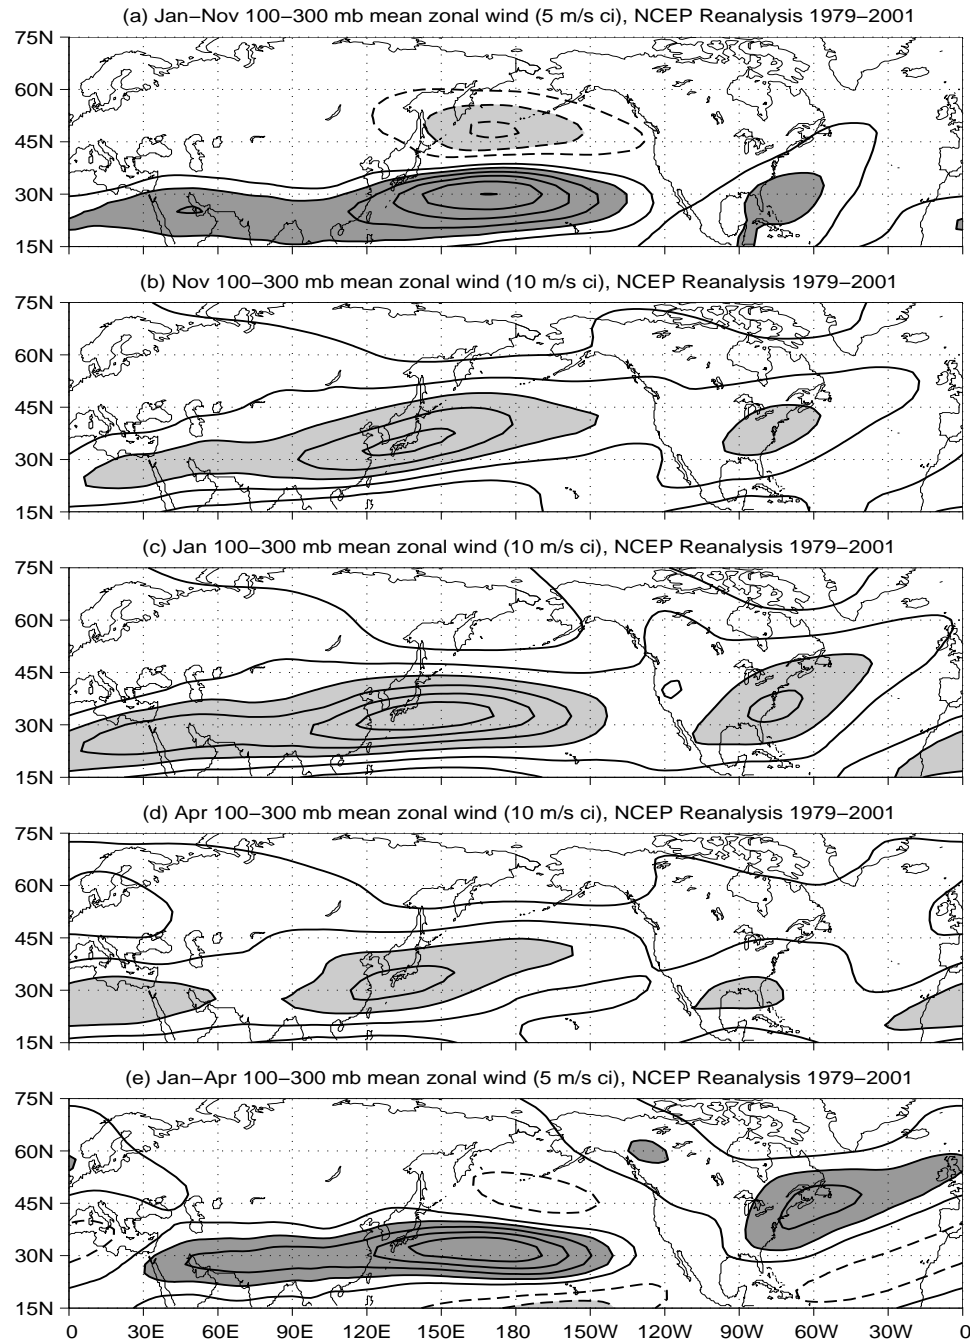 (a) Jan–Nov 100–300 mb mean zonal wind (5 m/s ci), NCEP Reanalysis 1979–2001
75N
60N
45N
30N
15N
(b) Nov 100–300 mb mean zonal wind (10 m/s ci), NCEP Reanalysis 1979–2001
75N
60N
45N
30N
15N
(c) Jan 100–300 mb mean zonal wind (10 m/s ci), NCEP Reanalysis 1979–2001
75N
60N
45N
30N
15N
(d) Apr 100–300 mb mean zonal wind (10 m/s ci), NCEP Reanalysis 1979–2001
75N
60N
45N
30N
15N
(e) Jan–Apr 100–300 mb mean zonal wind (5 m/s ci), NCEP Reanalysis 1979–2001
75N
60N
45N
30N
15N
0 30E 60E 90E 120E 150E 180 150W 120W 90W 60W 30W 0